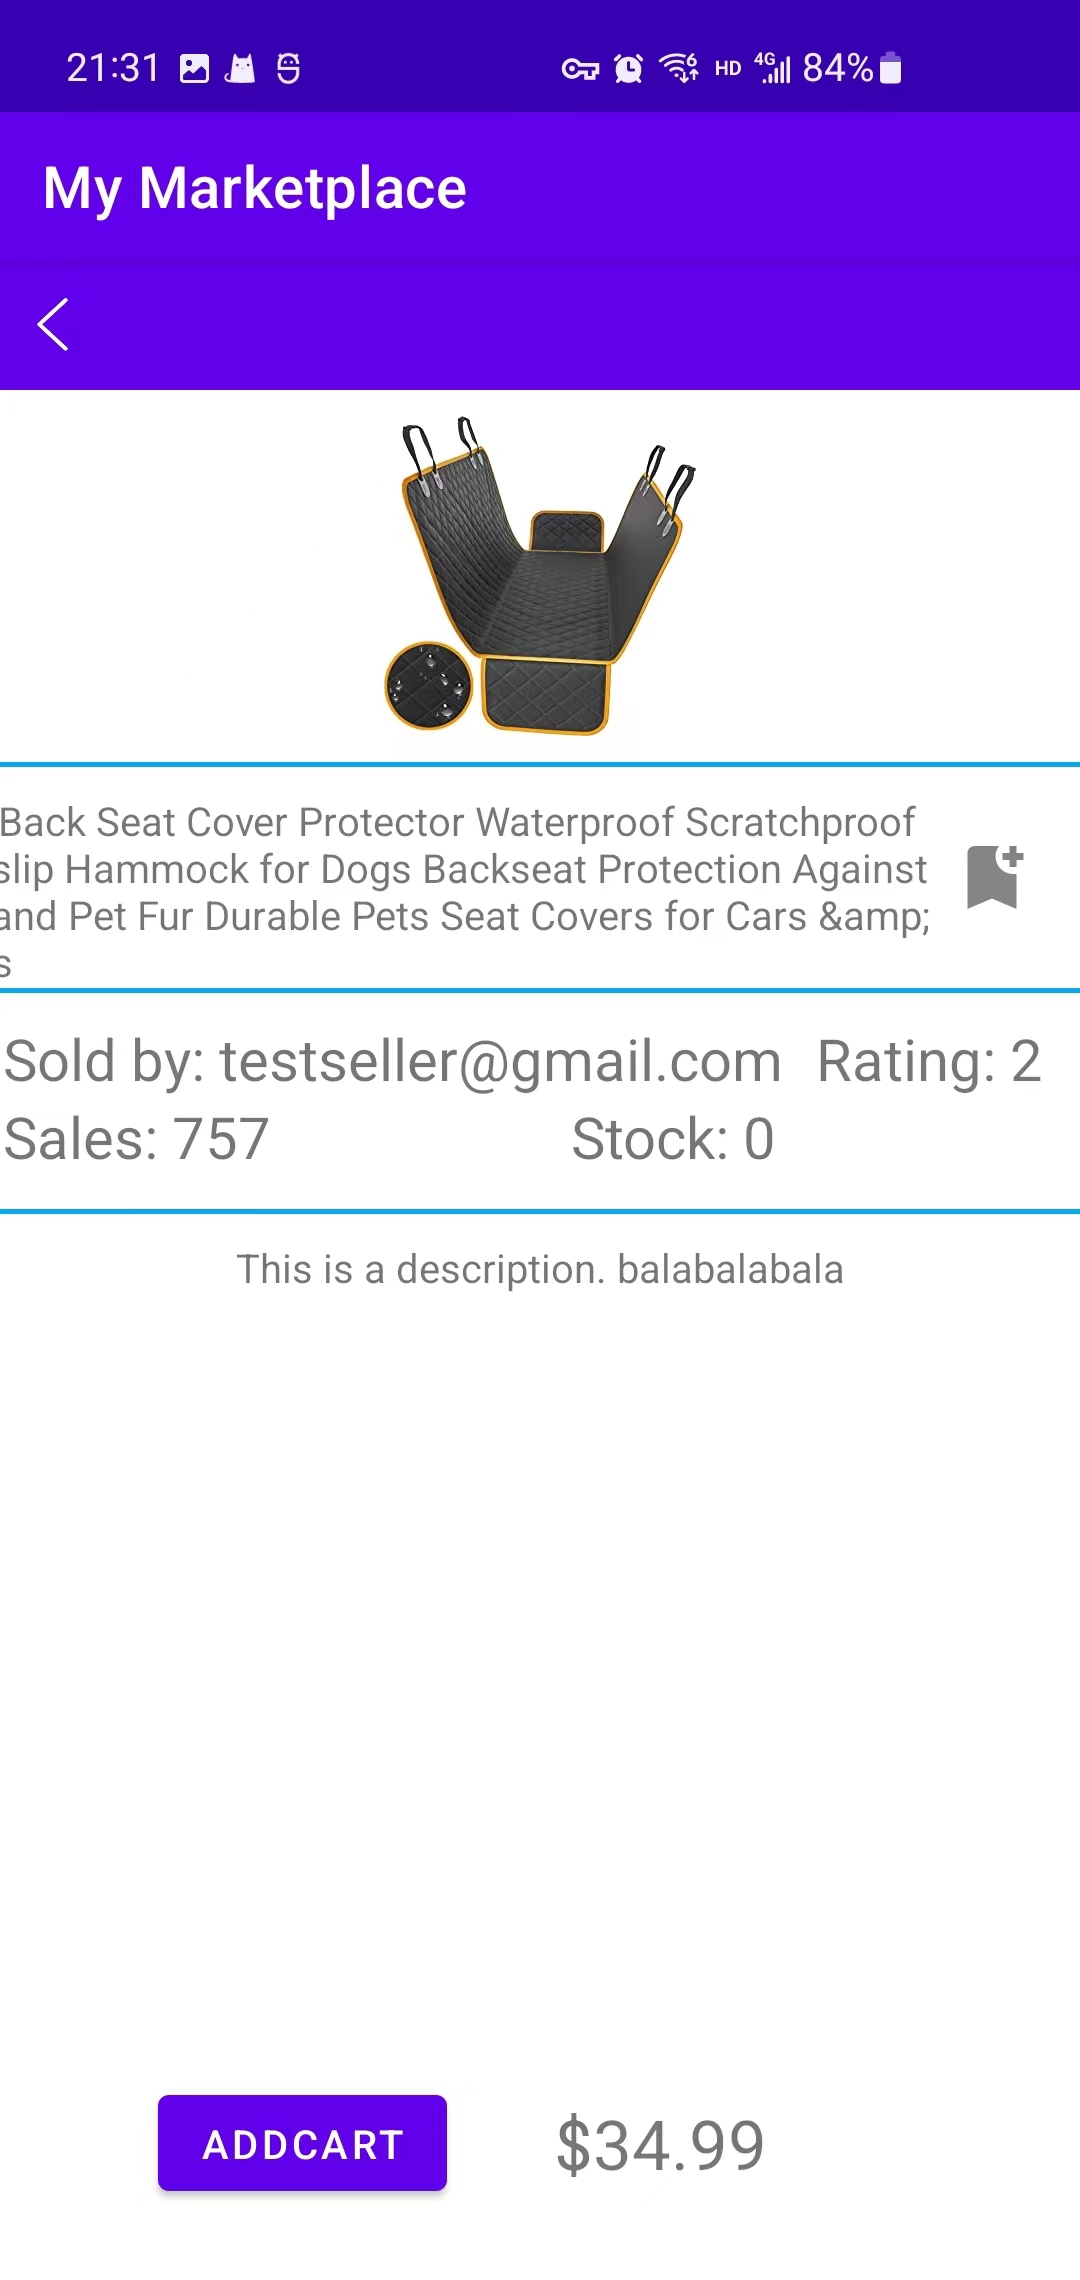 21:31 HD 4G 84%
My Marketplace
Back Seat Cover Protector Waterproof Scratchproof
slip Hammock for Dogs Backseat Protection Against
and Pet Fur Durable Pets Seat Covers for Cars &amp;
s
Sold by: testseller@gmail.com Rating: 2
Sales: 757 Stock: 0
This is a description. balabalabala
ADDCART $34.99